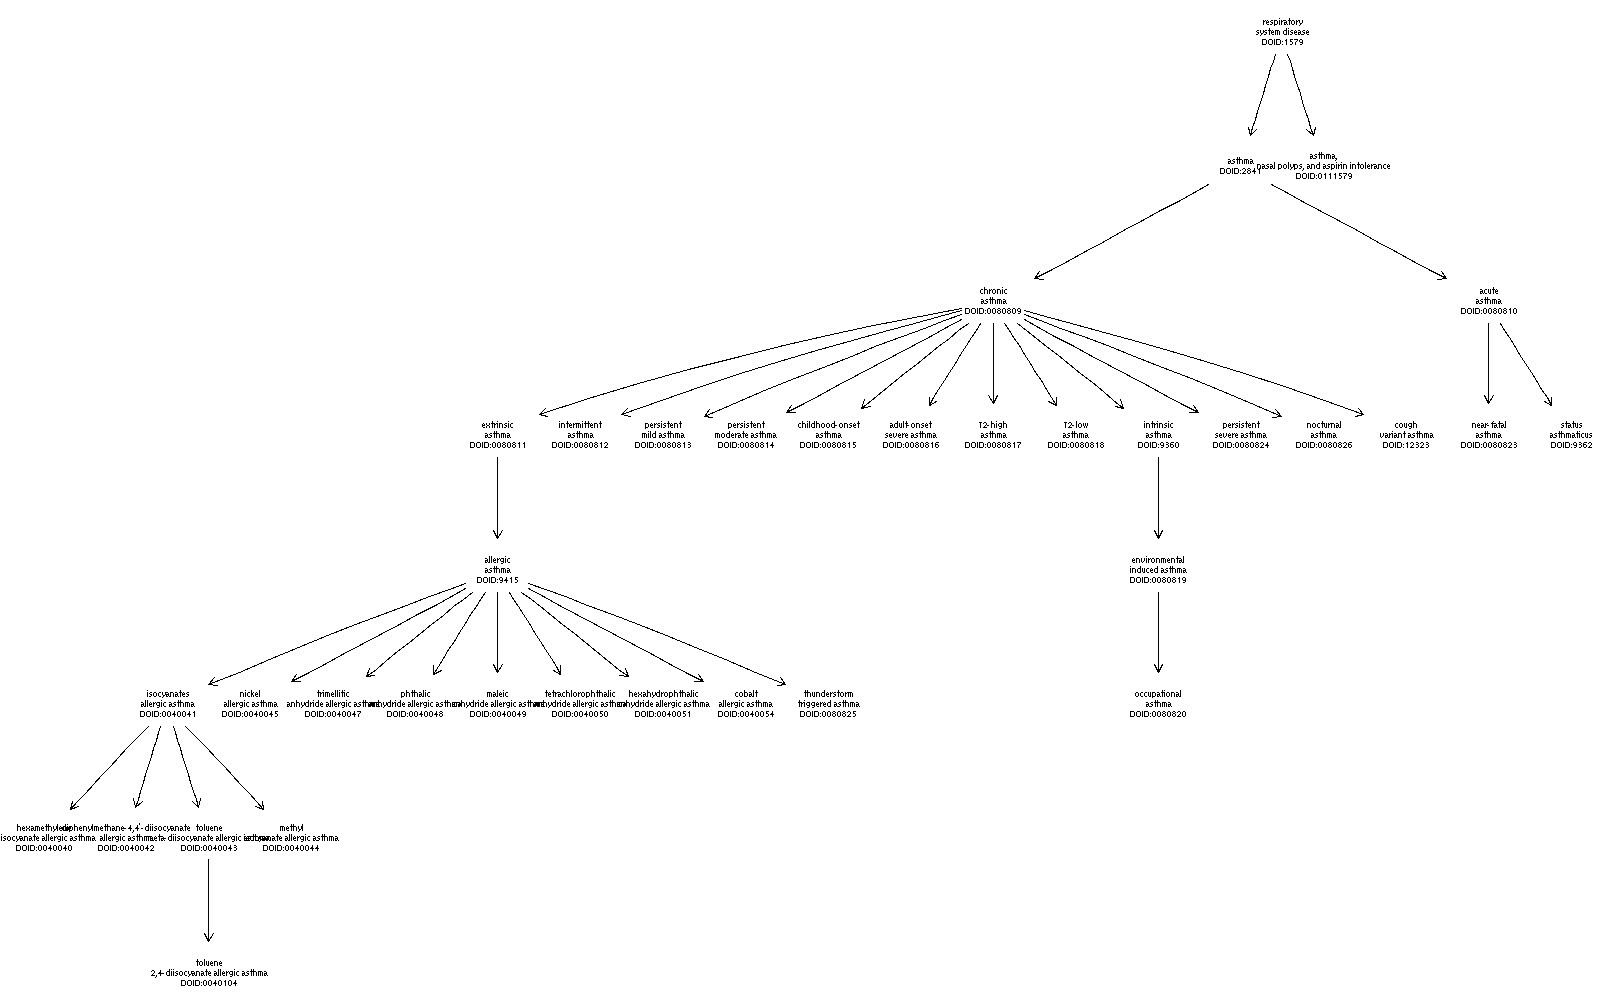 respiratory
system disease
DOID:1579
asthma
DOID:2841
asthma,
nasal polyps, and aspirin intolerance
DOID:0111579
chronic
asthma
DOID:0080809
acute
asthma
DOID:0080810
extrinsic
asthma
DOID:0080811
intermittent
asthma
DOID:0080812
persistent
mild asthma
DOID:0080813
persistent
moderate asthma
DOID:0080814
childhood-onset
asthma
DOID:0080815
adult-onset
severe asthma
DOID:0080816
T2-high
asthma
DOID:0080817
T2-low
asthma
DOID:0080818
intrinsic
asthma
DOID:9360
persistent
severe asthma
DOID:0080824
nocturnal
asthma
DOID:0080826
cough
variant asthma
DOID:12323
near-fatal
asthma
DOID:0080823
status
asthmaticus
DOID:9362
allergic
asthma
DOID:9415
environmental
induced asthma
DOID:0080819
isocyanates
allergic asthma
DOID:0040041
nickel
allergic asthma
DOID:0040045
trimellitic
anhydride allergic asthma
DOID:0040047
phthalic
anhydride allergic asthma
DOID:0040048
maleic
anhydride allergic asthma
DOID:0040049
tetrachlorophthalic
anhydride allergic asthma
DOID:0040050
hexahydrophthalic
anhydride allergic asthma
DOID:0040051
cobalt
allergic asthma
DOID:0040054
thunderstorm
triggered asthma
DOID:0080825
occupational
asthma
DOID:0080820
isocyanate allergic asthma
DOID:0040040
diphenylmethane-4,4'-diisocyanate
allergic asthma
DOID:0040042
toluene
meta-diisocyanate allergic asthma
DOID:0040043
methyl
isocyanate allergic asthma
DOID:0040044
toluene
2,4-diisocyanate allergic asthma
DOID:0040104